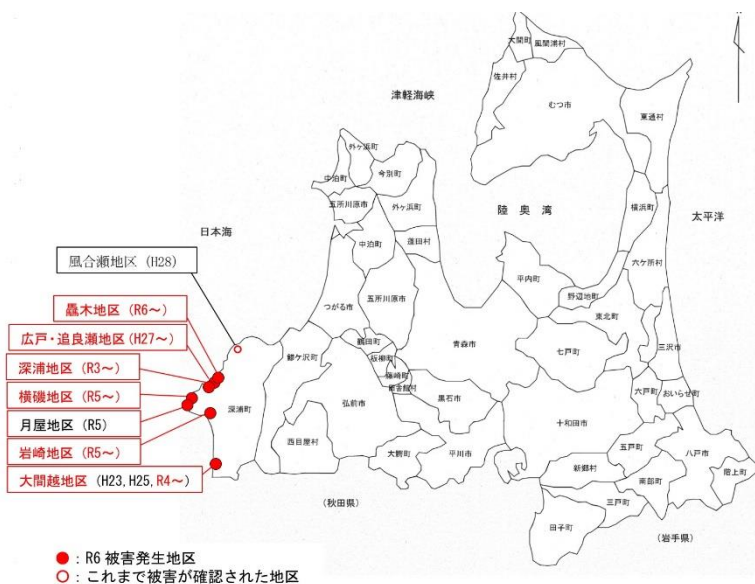 大間町
風間浦村
佐井村
むつ市
東通村
津軽海峡
外ヶ浜町
今別町
中泊町
五所川原市
外ヶ浜町
陸奥湾
横浜町
太平洋
日本海
中泊町
蓬田村
風合瀬地区（H28）
平内町
六ケ所村
野辺地町
東北町
驫木地区（R6～）
つがる市
五所川原市
広戸・追良瀬地区（H27～）
青森市
三沢市
鶴田町
七戸町
深浦地区（R3～）
鰺ケ沢町
板柳町
藤崎町
田舎館村
横磯地区（R5～）
六戸町
おいらせ町
深浦町
弘前市
黒石市
月屋地区（R5）
十和田市
岩崎地区（R5～）
西目屋村
大鰐町
平川市
五戸町
八戸市
新郷村
南部町
階上町
大間越地区（H23, H25, R4～）
三戸町
田子町
（秋田県）
（岩手県）
●：R6 被害発生地区
○：これまで被害が確認された地区